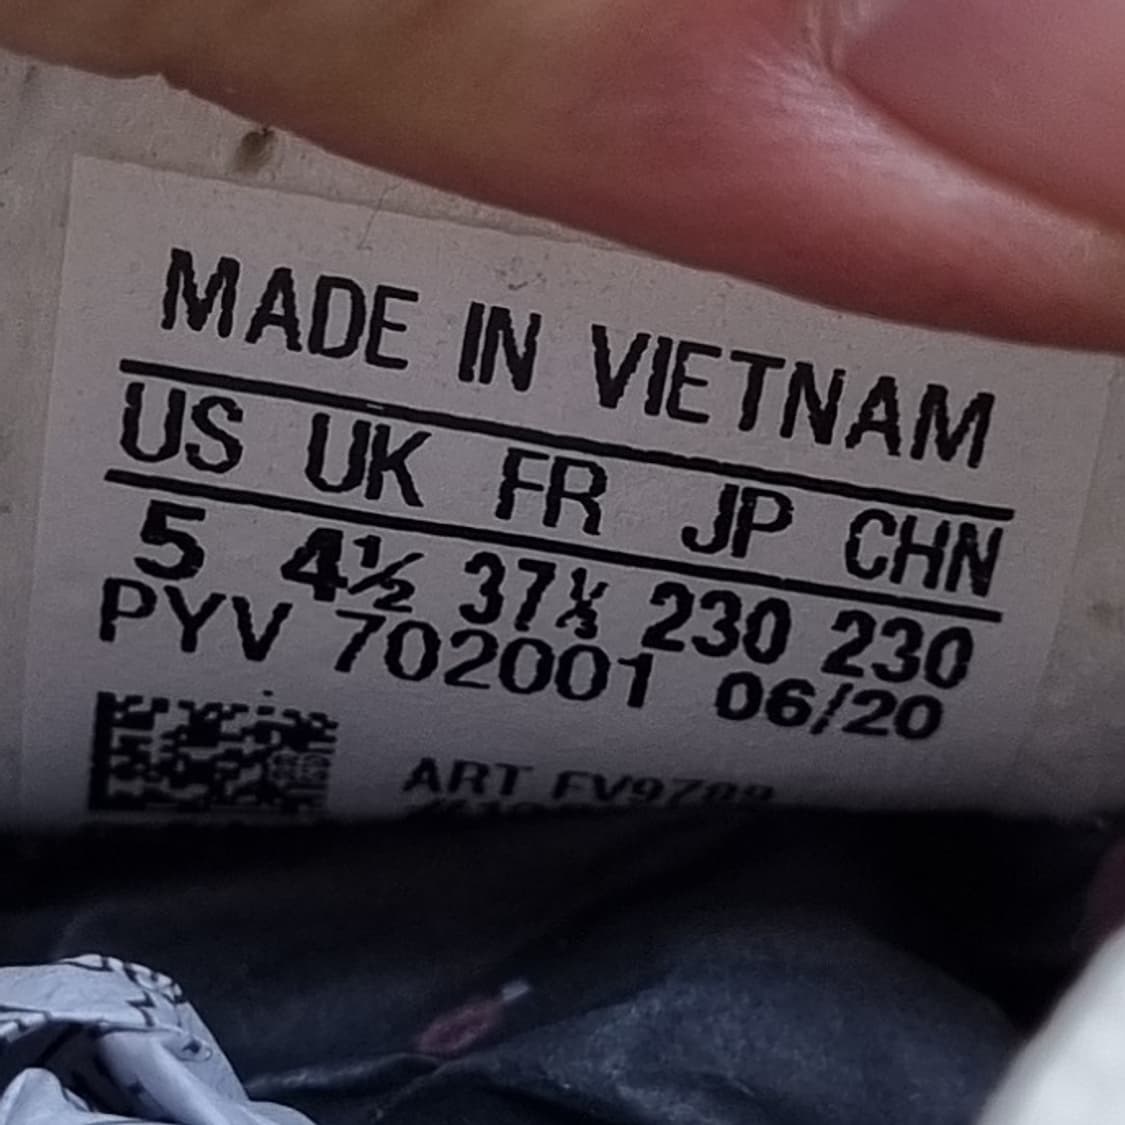 MADE IN VIETNAM
US UK FR JP CHN
5 4½ 37⅓ 230 230
PYV 702001 06/20
ART